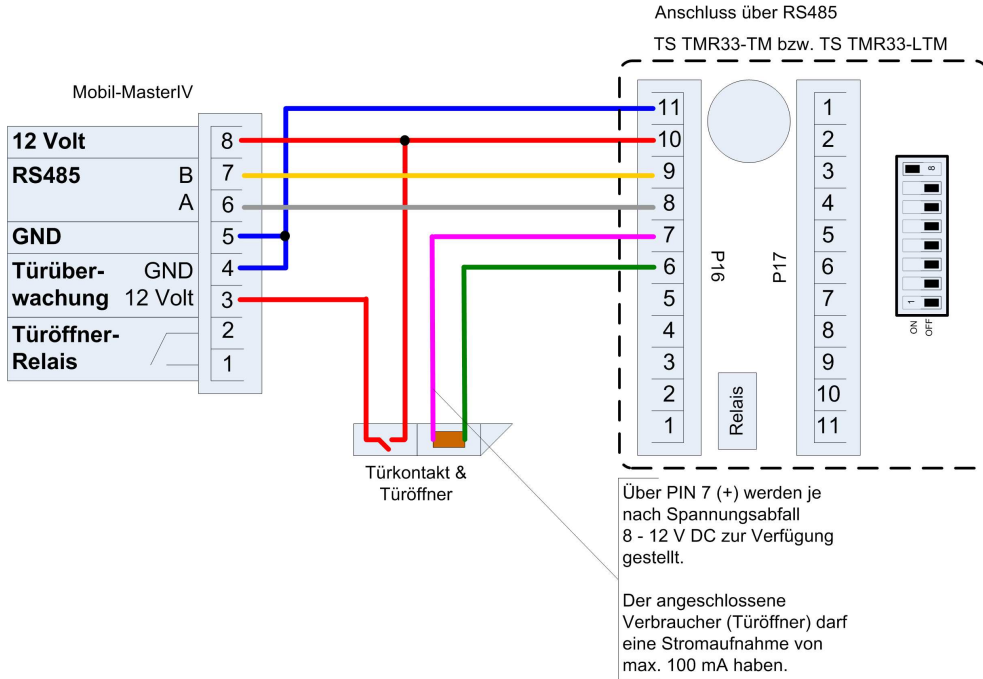 Anschluss über RS485
TS TMR33-TM bzw. TS TMR33-LTM
Mobil-MasterIV
12 Volt
8
RS485
B
7
A
6
GND
5
Türüber-
GND
4
wachung
12 Volt
3
Türöffner-
2
Relais
1
11
10
9
8
7
6
5
4
3
2
1
P16
Relais
P17
1
2
3
4
5
6
7
8
9
10
11
8
1
ON
OFF
Türkontakt &
Türöffner
Über PIN 7 (+) werden je
nach Spannungsabfall
8 - 12 V DC zur Verfügung
gestellt.
Der angeschlossene
Verbraucher (Türöffner) darf
eine Stromaufnahme von
max. 100 mA haben.